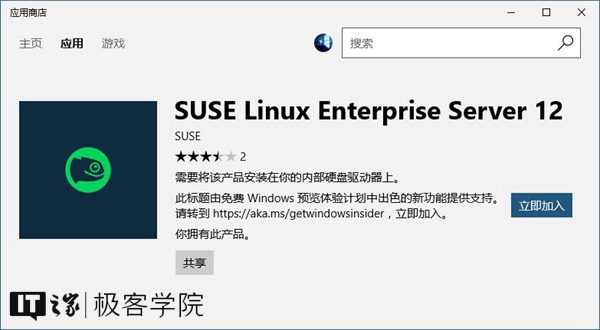 应用商店
主页 应用 游戏 搜索
SUSE Linux Enterprise Server 12
SUSE
2
需要将该产品安装在你的内部硬盘驱动器上。
此标题由免费 Windows 预览体验计划中出色的新功能提供支持。
请转到 https://aka.ms/getwindowsinsider，立即加入。
立即加入
你拥有此产品。
共享
IT之家|极客学院